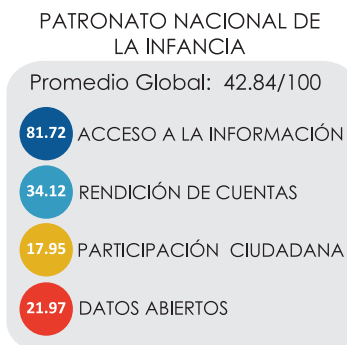 PATRONATO NACIONAL DE
LA INFANCIA
Promedio Global: 42.84/100
81.72 ACCESO A LA INFORMACIÓN
34.12 RENDICIÓN DE CUENTAS
17.95 PARTICIPACIÓN CIUDADANA
21.97 DATOS ABIERTOS